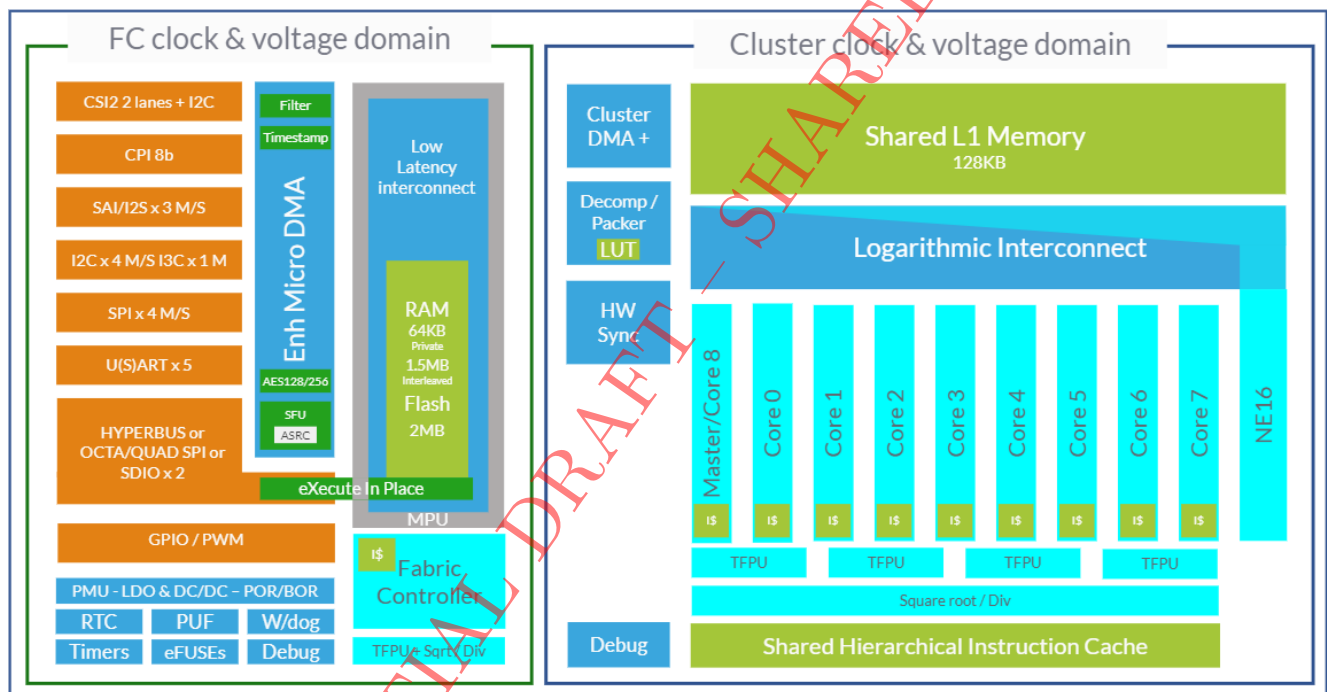 FC clock & voltage domain
CSI2 2 lanes + I2C
CPI 8b
SAI/I2S x 3 M/S
I2C x 4 M/S I3C x 1 M
SPI x 4 M/S
U(S)ART x 5
HYPERBUS or
OCTA/QUAD SPI or
SDIO x 2
GPIO / PWM
PMU - LDO & DC/DC – POR/BOR
RTC
PUF
W/dog
Timers
eFUSEs
Debug
Filter
Timestamp
Enh Micro DMA
AES128/256
SFU
ASRC
eXecute In Place
Low
Latency
interconnect
RAM
64KB
Private
1.5MB
Interleaved
Flash
2MB
MPU
I$
Fabric
Controller
TFPU+ Sqrt / Div
Cluster clock & voltage domain
Cluster
DMA +
Decomp /
Packer
LUT
HW
Sync
Debug
Shared L1 Memory
128KB
Logarithmic Interconnect
Master/Core 8
Core 0
Core 1
Core 2
Core 3
Core 4
Core 5
Core 6
Core 7
NE16
I$
I$
I$
I$
I$
I$
I$
I$
I$
TFPU
TFPU
TFPU
TFPU
Square root / Div
Shared Hierarchical Instruction Cache
DRAFT – SHARE